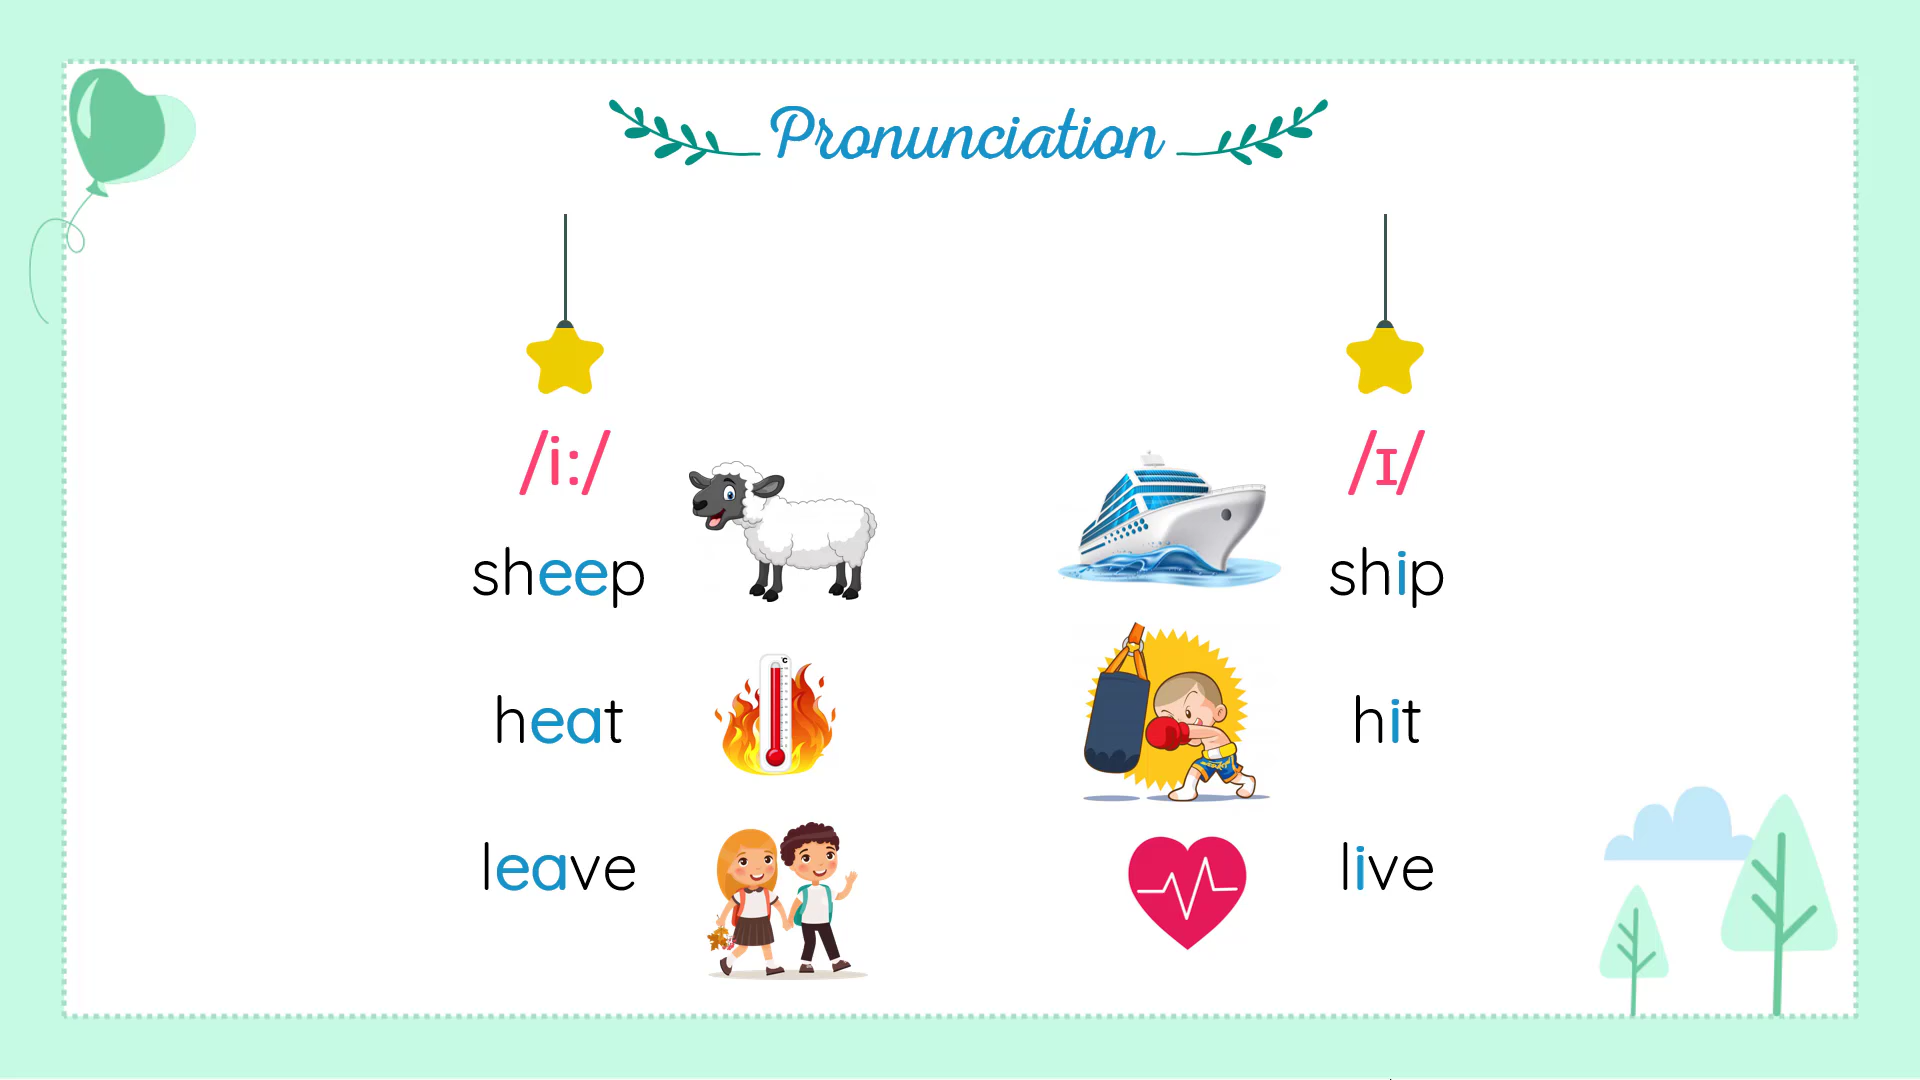 Pronunciation
/i:/
sheep
heat
leave
/ɪ/
ship
hit
live
°C